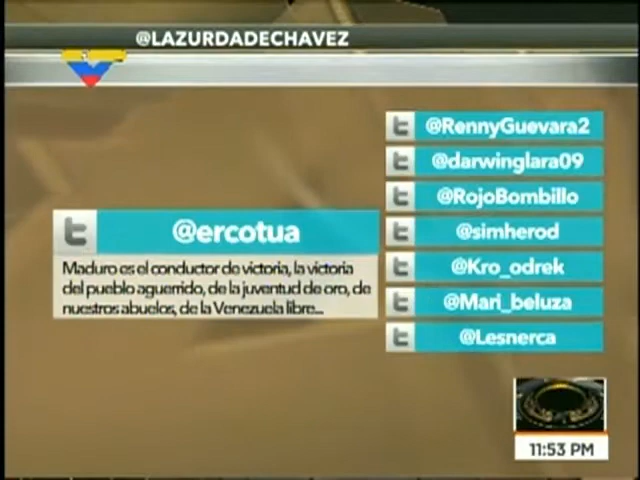 @LAZURDADECHAVEZ
@ercotua
Maduro es el conductor de victoria, la victoria
del pueblo aguerrido, de la juventud de oro, de
nuestros abuelos, de la Venezuela libre...
@RennyGuevara2
@darwinglara09
@RojoBombillo
@simherod
@Kro_odrek
@Mari_beluza
@Lesnerca
11:53 PM